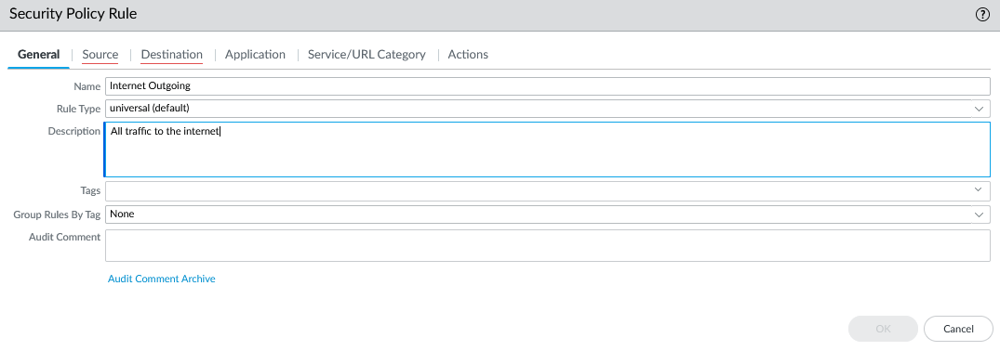 Security Policy Rule
General Source Destination Application Service/URL Category Actions
Name Internet Outgoing
Rule Type universal (default)
Description All traffic to the internet
Tags
Group Rules By Tag None
Audit Comment
Audit Comment Archive
OK Cancel